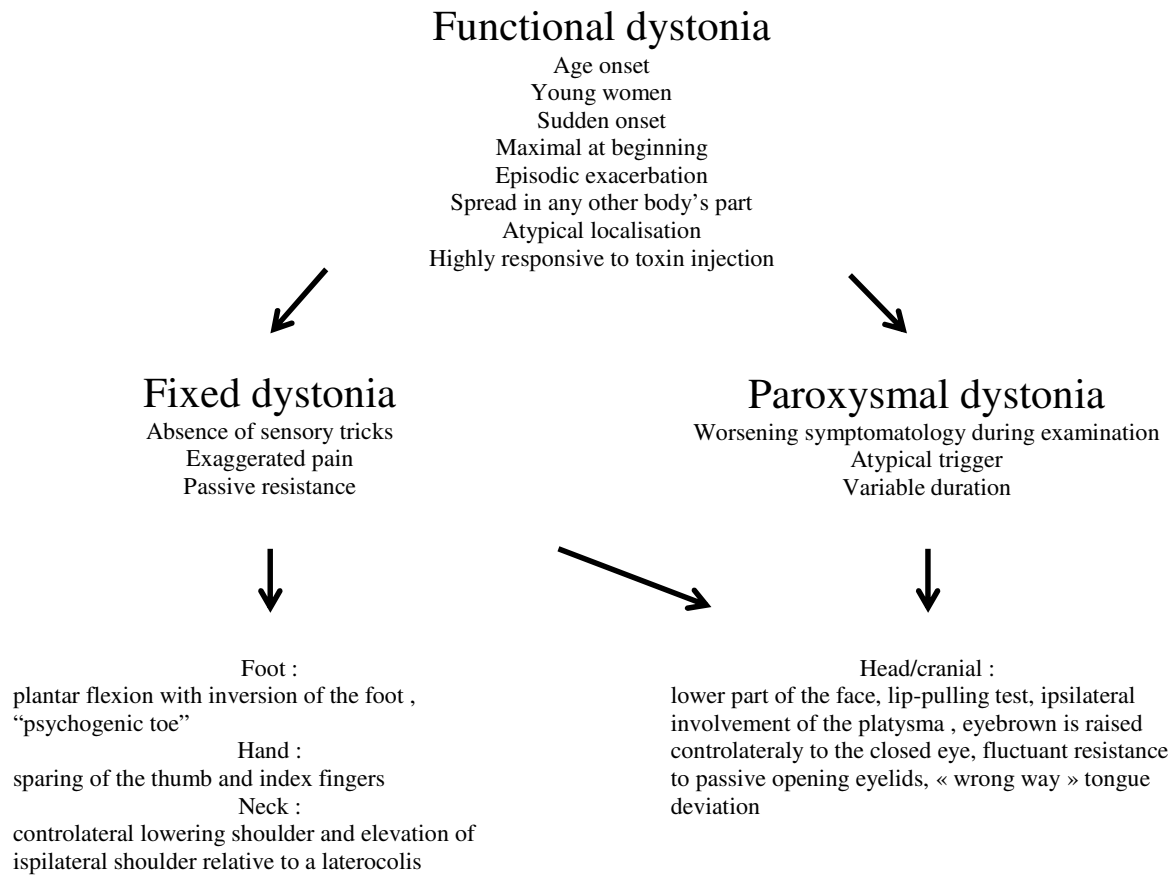 Functional dystonia
Age onset
Young women
Sudden onset
Maximal at beginning
Episodic exacerbation
Spread in any other body’s part
Atypical localisation
Highly responsive to toxin injection
Fixed dystonia
Absence of sensory tricks
Exaggerated pain
Passive resistance
Paroxysmal dystonia
Worsening symptomatology during examination
Atypical trigger
Variable duration
Foot :
plantar flexion with inversion of the foot ,
“psychogenic toe”
Hand :
sparing of the thumb and index fingers
Neck :
controlateral lowering shoulder and elevation of
ispilateral shoulder relative to a laterocolis
Head/cranial :
lower part of the face, lip-pulling test, ipsilateral
involvement of the platysma , eyebrown is raised
controlateraly to the closed eye, fluctuant resistance
to passive opening eyelids, « wrong way » tongue
deviation